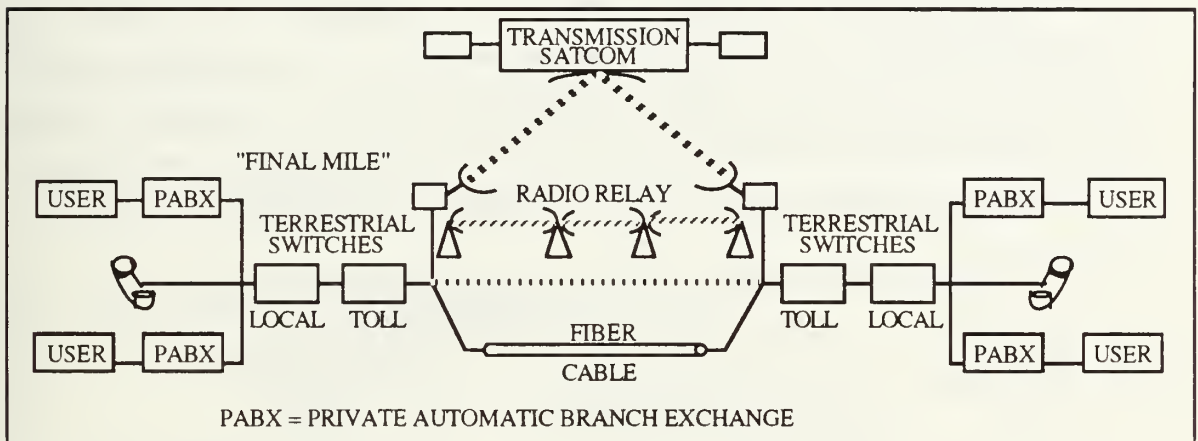 TRANSMISSION
SATCOM
"FINAL MILE"
RADIO RELAY
USER
PABX
PABX
USER
TERRESTRIAL
SWITCHES
TERRESTRIAL
SWITCHES
LOCAL
TOLL
TOLL
LOCAL
FIBER
USER
PABX
PABX
USER
CABLE
PABX = PRIVATE AUTOMATIC BRANCH EXCHANGE